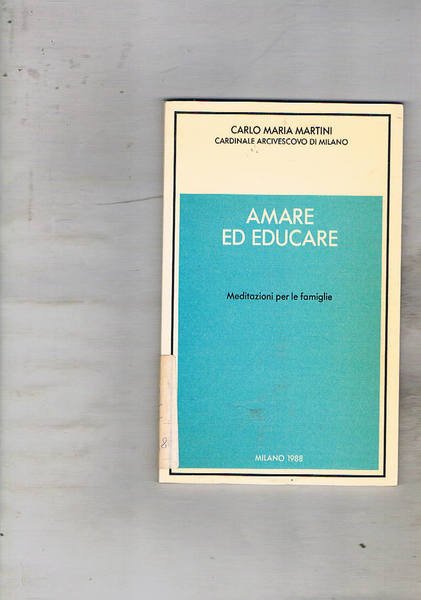 CARLO MARIA MARTINI
CARDINALE ARCIVESCOVO DI MILANO
AMARE
ED EDUCARE
Meditazioni per le famiglie
MILANO 1988